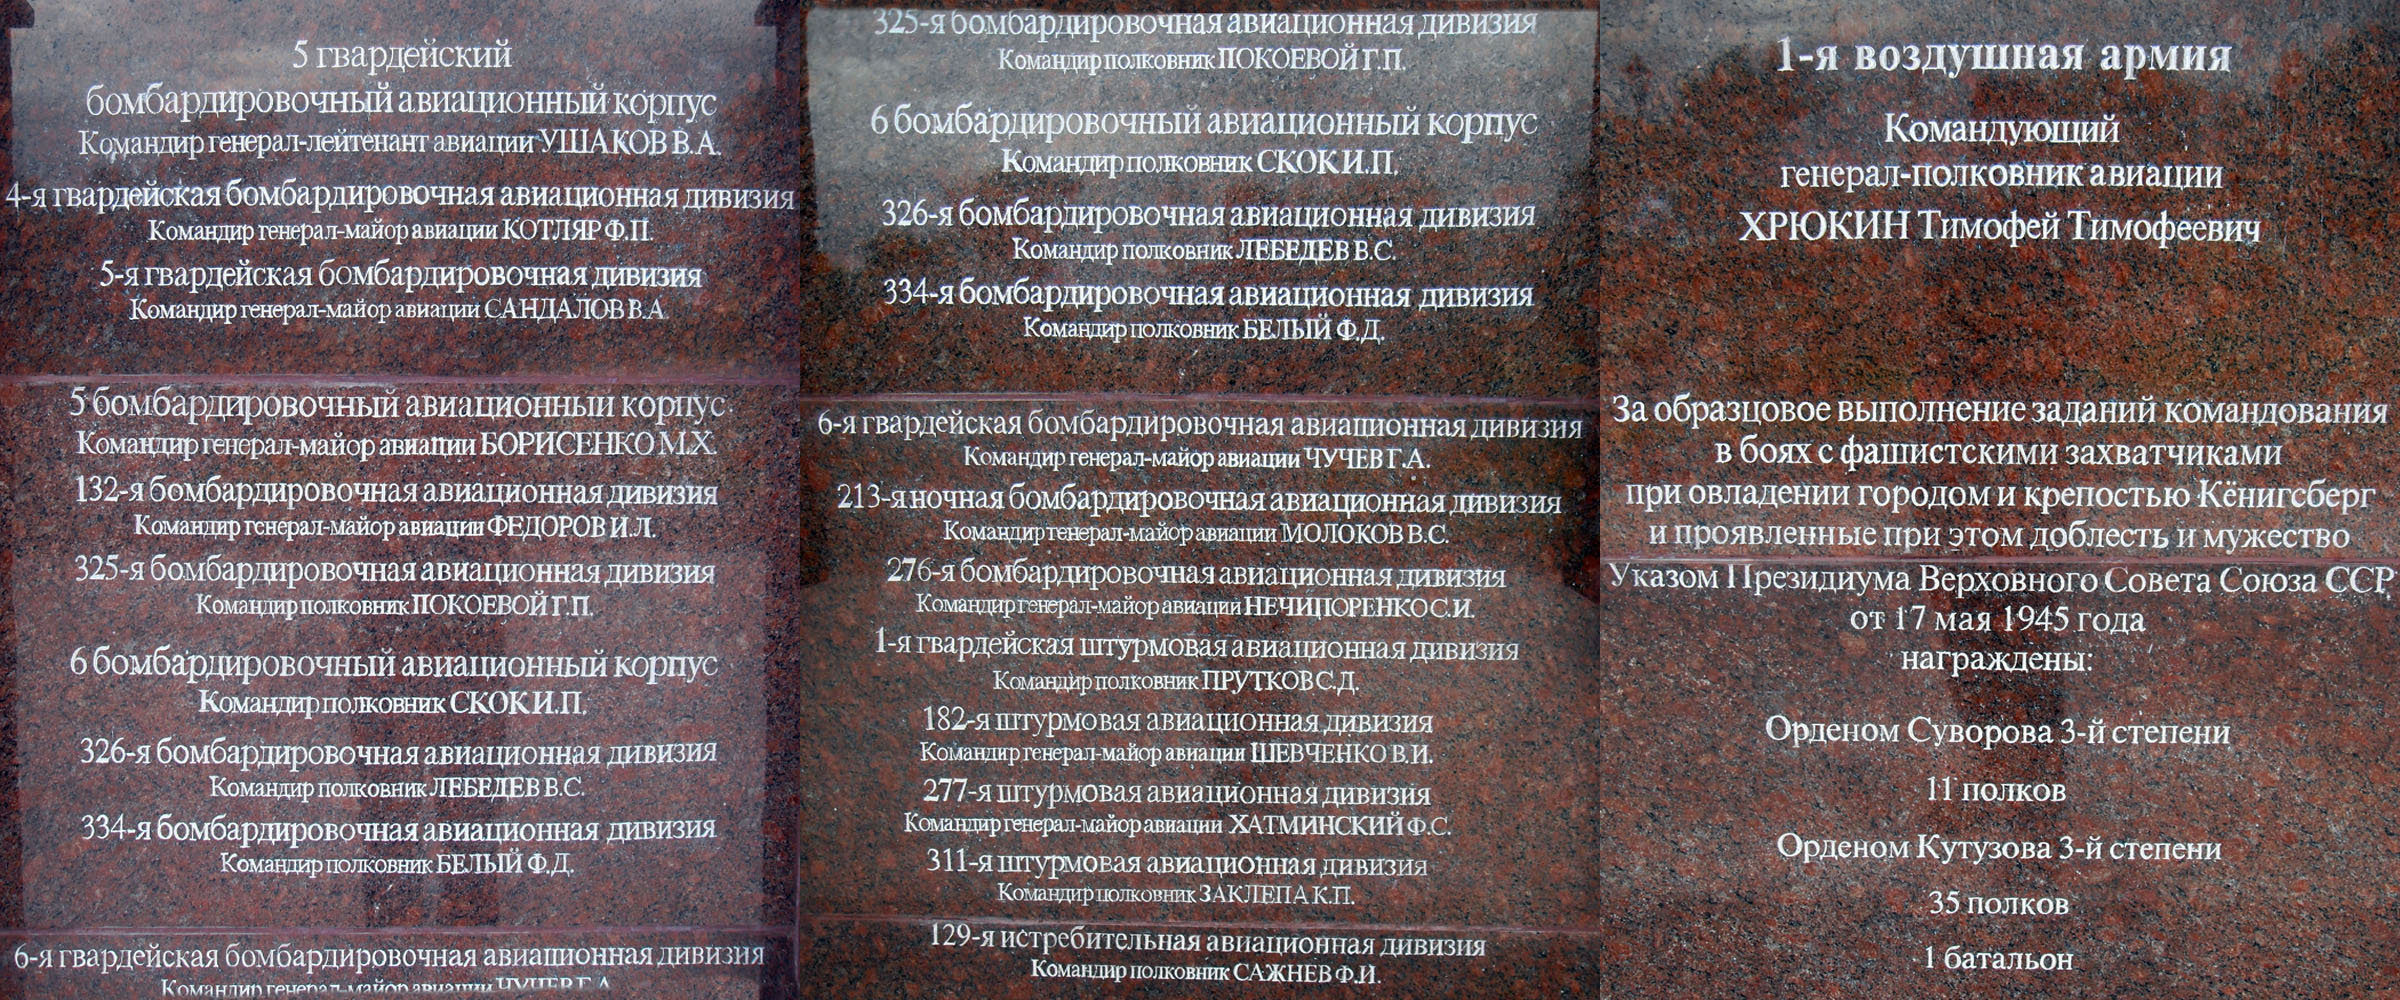 5 гвардейский
бомбардировочный авиационный корпус
Командир генерал-лейтенант авиации УШАКОВ В.А.
4-я гвардейская бомбардировочная авиационная дивизия
Командир генерал-майор авиации КОТЛЯР Ф.П.
5-я гвардейская бомбардировочная дивизия
Командир генерал-майор авиации САНДАЛОВ В.А.
5 бомбардировочный авиационный корпус
Командир генерал-майор авиации БОРИСЕНКО М.Х.
132-я бомбардировочная авиационная дивизия
Командир генерал-майор авиации ФЕДОРОВ И.Л.
325-я бомбардировочная авиационная дивизия
Командир полковник ПОКОЕВОЙ Г.П.
6 бомбардировочный авиационный корпус
Командир полковник СКОК И.П.
326-я бомбардировочная авиационная дивизия
Командир полковник ЛЕБЕДЕВ В.С.
334-я бомбардировочная авиационная дивизия
Командир полковник БЕЛЫЙ Ф.Д.
6-я гвардейская бомбардировочная авиационная дивизия
Командир генерал-майор авиации ЧУЧЕВ Г.А.
325-я бомбардировочная авиационная дивизия
Командир полковник ПОКОЕВОЙ Г.П.
6 бомбардировочный авиационный корпус
Командир полковник СКОК И.П.
326-я бомбардировочная авиационная дивизия
Командир полковник ЛЕБЕДЕВ В.С.
334-я бомбардировочная авиационная дивизия
Командир полковник БЕЛЫЙ Ф.Д.
6-я гвардейская бомбардировочная авиационная дивизия
Командир генерал-майор авиации ЧУЧЕВ Г.А.
213-я ночная бомбардировочная авиационная дивизия
Командир генерал-майор авиации МОЛОКОВ В.С.
276-я бомбардировочная авиационная дивизия
Командир генерал-майор авиации НЕЧИПОРЕНКО С.И.
1-я гвардейская штурмовая авиационная дивизия
Командир полковник ПРУТКОВ С.Д.
182-я штурмовая авиационная дивизия
Командир генерал-майор авиации ШЕВЧЕНКО В.И.
277-я штурмовая авиационная дивизия
Командир генерал-майор авиации ХАТМИНСКИЙ Ф.С.
311-я штурмовая авиационная дивизия
Командир полковник ЗАКЛЕПА К.П.
129-я истребительная авиационная дивизия
Командир полковник САЖНЕВ Ф.И.
1-я воздушная армия
Командующий
генерал-полковник авиации
ХРЮКИН Тимофей Тимофеевич
За образцовое выполнение заданий командования
в боях с фашистскими захватчиками
при овладении городом и крепостью Кёнигсберг
и проявленные при этом доблесть и мужество
Указом Президиума Верховного Совета Союза ССР,
от 17 мая 1945 года
награждены:
Орденом Суворова 3-й степени
11 полков
Орденом Кутузова 3-й степени
35 полков
1 батальон